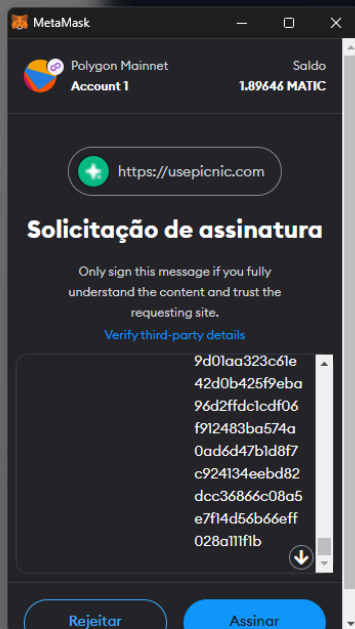 MetaMask
Polygon Mainnet
Saldo
Account 1
1.89646 MATIC
https://usepicnic.com
Solicitação de assinatura
Only sign this message if you fully
understand the content and trust the
requesting site.
Verify third-party details
9d01aa323c61e
42d0b425f9eba
96d2ffdc1cdf06
f912483ba574a
0ad6d47b1d8f7
c924134eebd82
dcc36866c08a5
e7f14d56b66eff
028a111f1b
Rejeitar
Assinar